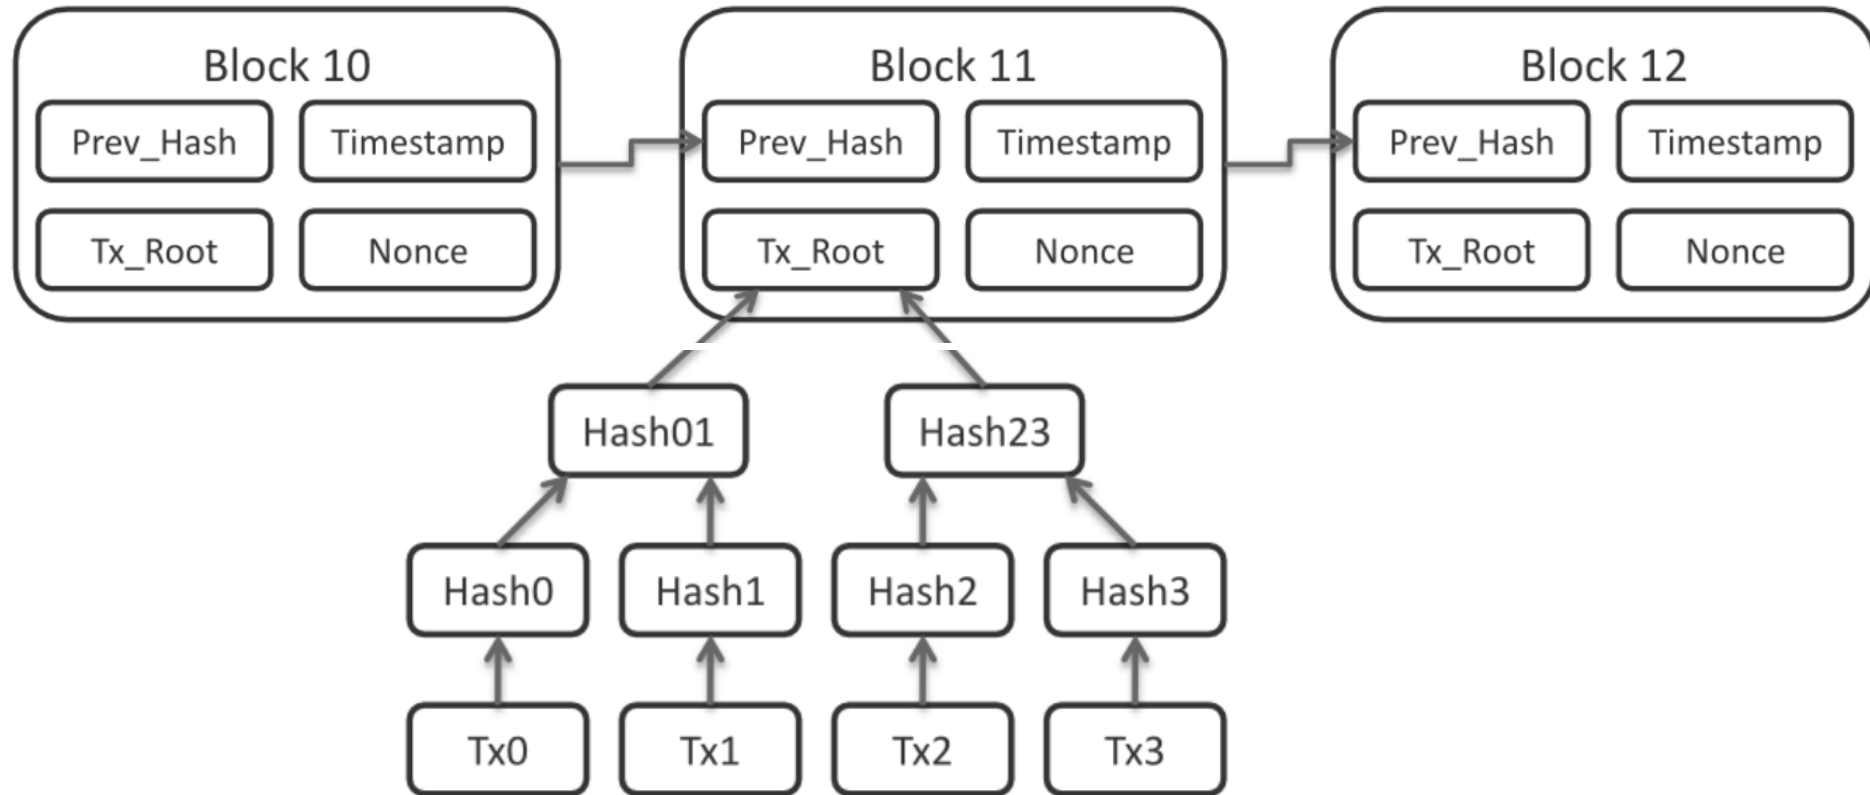 Block 10
Prev_Hash Timestamp
Tx_Root Nonce
Block 11
Prev_Hash Timestamp
Tx_Root Nonce
Block 12
Prev_Hash Timestamp
Tx_Root Nonce
Hash01 Hash23
Hash0 Hash1 Hash2 Hash3
Tx0 Tx1 Tx2 Tx3